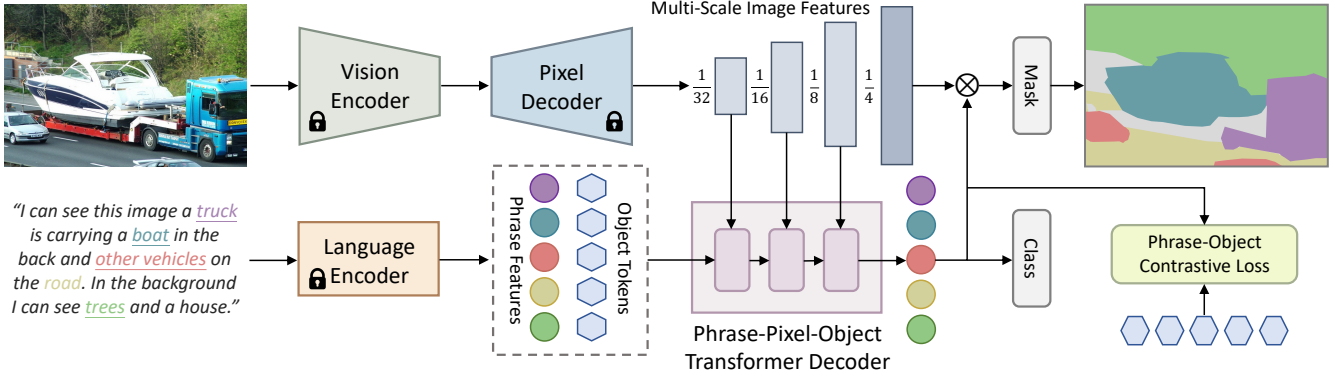 Multi-Scale Image Features
Vision
Encoder
Pixel
Decoder
1/32
1/16
1/8
1/4
Mask
“I can see this image a truck
is carrying a boat in the
back and other vehicles on
the road. In the background
I can see trees and a house.”
Language
Encoder
Phrase Features
Object Tokens
Phrase-Pixel-Object
Transformer Decoder
Class
Phrase-Object
Contrastive Loss